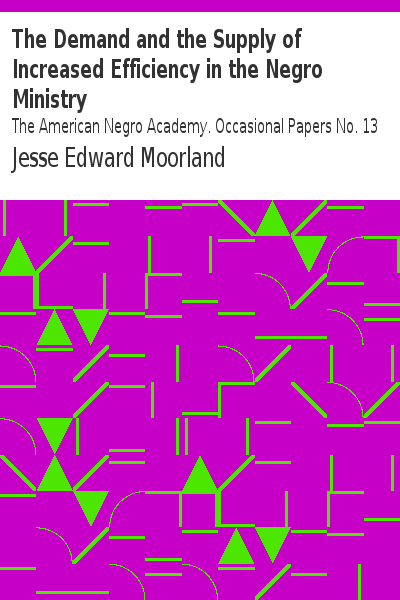 The Demand and the Supply of
Increased Efficiency in the Negro
Ministry
The American Negro Academy. Occasional Papers No. 13
Jesse Edward Moorland